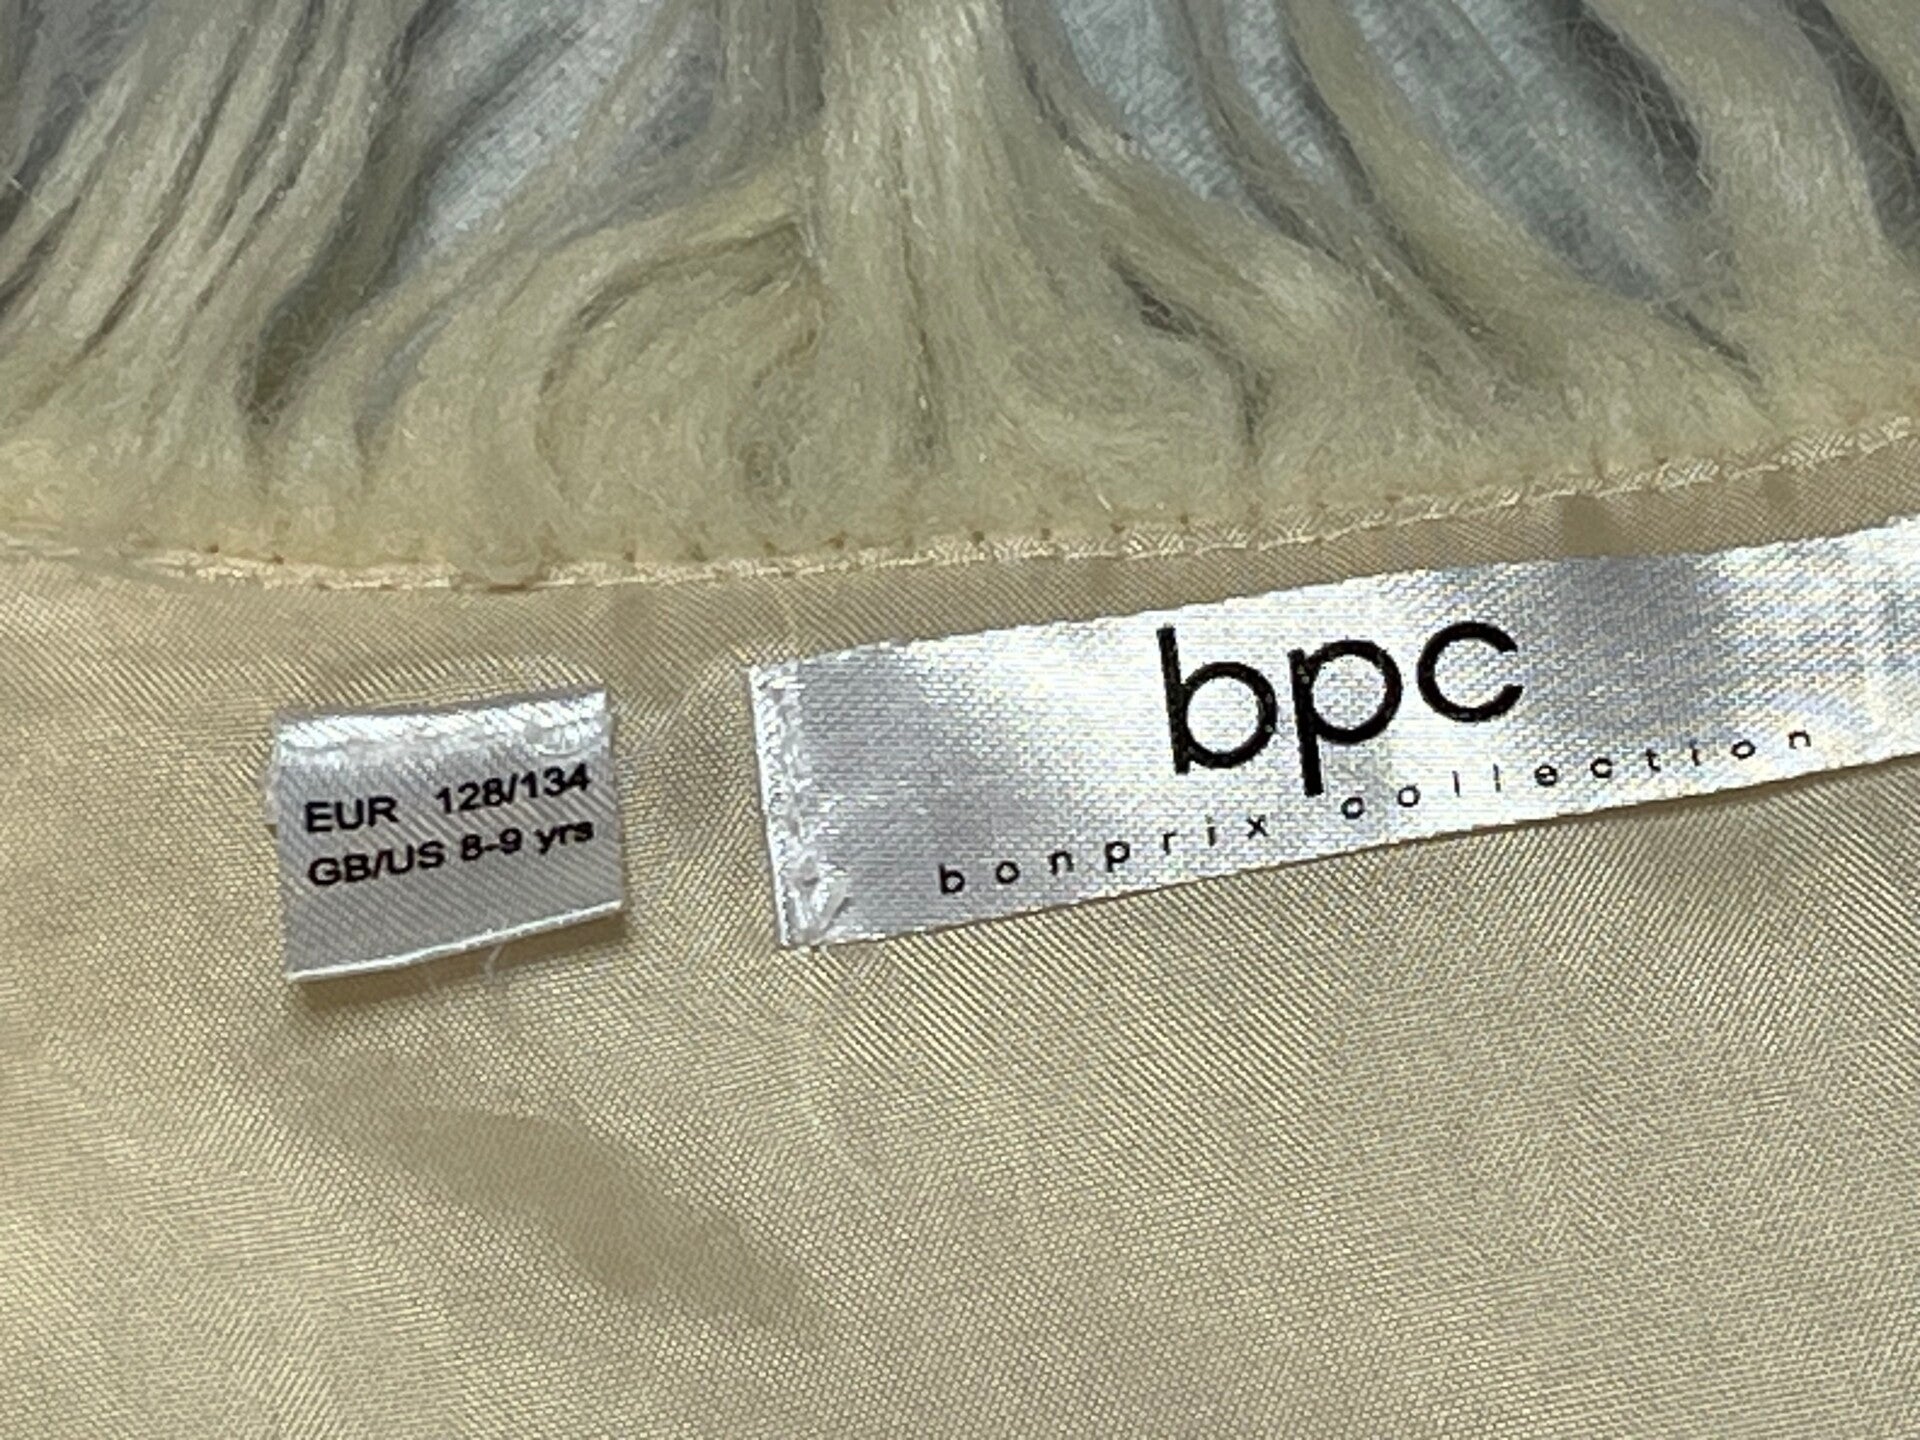 EUR 128/134
GB/US 8-9 yrs
bpc
bonprix collection